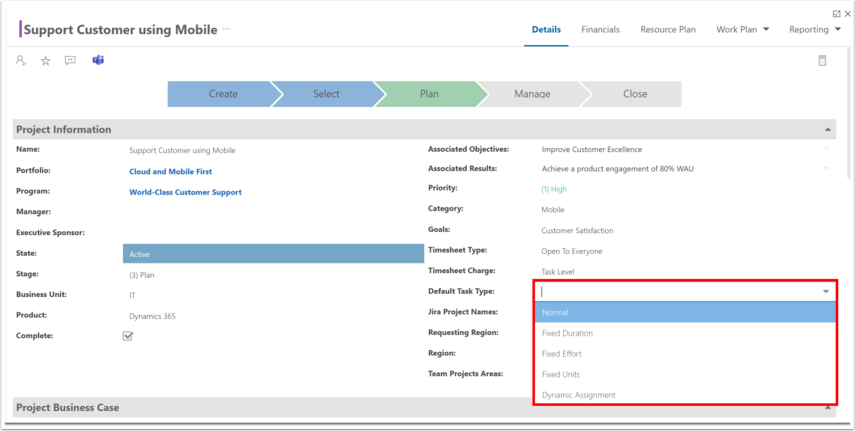 Support Customer using Mobile ...
Details Financials Resource Plan Work Plan Reporting
Create Select Plan Manage Close
Project Information
Name: Support Customer using Mobile
Portfolio: Cloud and Mobile First
Program: World-Class Customer Support
Manager:
Executive Sponsor:
State: Active
Stage: (3) Plan
Business Unit: IT
Product: Dynamics 365
Complete:
Associated Objectives: Improve Customer Excellence
Associated Results: Achieve a product engagement of 80% WAU
Priority: (1) High
Category: Mobile
Goals: Customer Satisfaction
Timesheet Type: Open To Everyone
Timesheet Charge: Task Level
Default Task Type:
Jira Project Names:
Requesting Region:
Region:
Team Projects Areas:
Normal
Fixed Duration
Fixed Effort
Fixed Units
Dynamic Assignment
Project Business Case